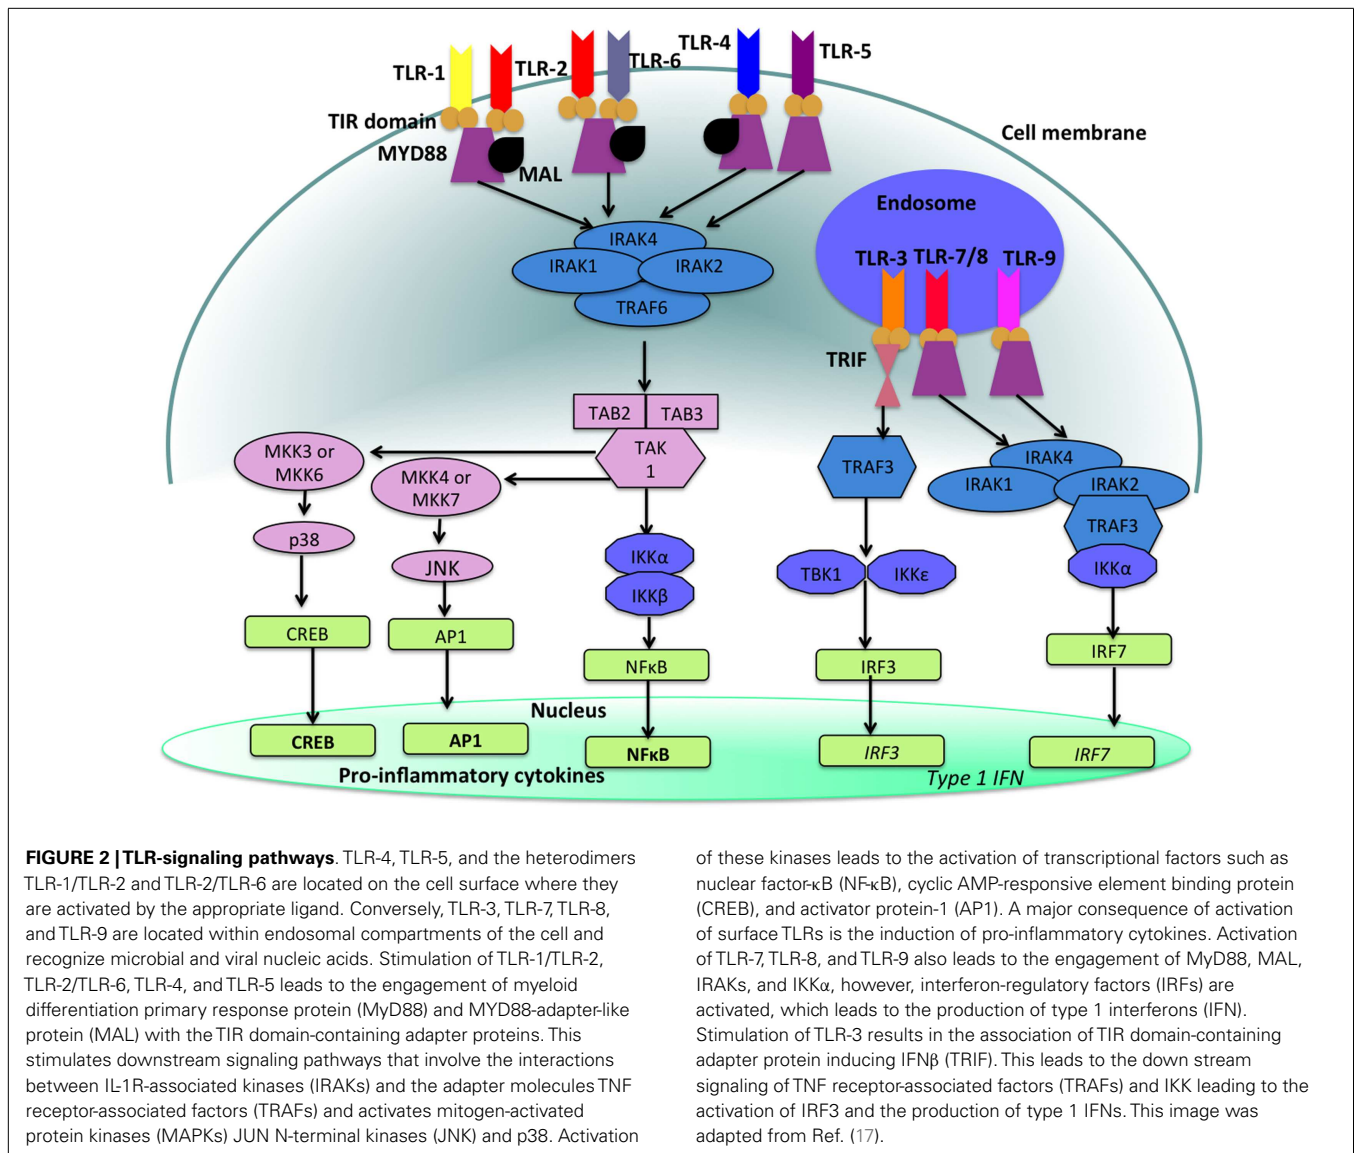 TLR-1
TLR-2
TLR-6
TLR-4
TLR-5
TIR domain
MYD88
MAL
Cell membrane
Endosome
TLR-3 TLR-7/8 TLR-9
TRIF
IRAK4
IRAK1
IRAK2
TRAF6
TAB2
TAB3
TAK
1
MKK3 or
MKK6
MKK4 or
MKK7
p38
JNK
IKKα
IKKβ
CREB
AP1
NFκB
TRAF3
TBK1
IKKε
IRF3
IRAK4
IRAK1
IRAK2
TRAF3
IKKα
IRF7
Nucleus
CREB
AP1
NFκB
IRF3
IRF7
Pro-inflammatory cytokines
Type 1 IFN
FIGURE 2 | TLR-signaling pathways. TLR-4, TLR-5, and the heterodimers
TLR-1/TLR-2 and TLR-2/TLR-6 are located on the cell surface where they
are activated by the appropriate ligand. Conversely, TLR-3, TLR-7, TLR-8,
and TLR-9 are located within endosomal compartments of the cell and
recognize microbial and viral nucleic acids. Stimulation of TLR-1/TLR-2,
TLR-2/TLR-6, TLR-4, and TLR-5 leads to the engagement of myeloid
differentiation primary response protein (MyD88) and MYD88-adapter-like
protein (MAL) with the TIR domain-containing adapter proteins. This
stimulates downstream signaling pathways that involve the interactions
between IL-1R-associated kinases (IRAKs) and the adapter molecules TNF
receptor-associated factors (TRAFs) and activates mitogen-activated
protein kinases (MAPKs) JUN N-terminal kinases (JNK) and p38. Activation
of these kinases leads to the activation of transcriptional factors such as
nuclear factor-κB (NF-κB), cyclic AMP-responsive element binding protein
(CREB), and activator protein-1 (AP1). A major consequence of activation
of surface TLRs is the induction of pro-inflammatory cytokines. Activation
of TLR-7, TLR-8, and TLR-9 also leads to the engagement of MyD88, MAL,
IRAKs, and IKKα, however, interferon-regulatory factors (IRFs) are
activated, which leads to the production of type 1 interferons (IFN).
Stimulation of TLR-3 results in the association of TIR domain-containing
adapter protein inducing IFNβ (TRIF). This leads to the down stream
signaling of TNF receptor-associated factors (TRAFs) and IKK leading to the
activation of IRF3 and the production of type 1 IFNs. This image was
adapted from Ref. (17).